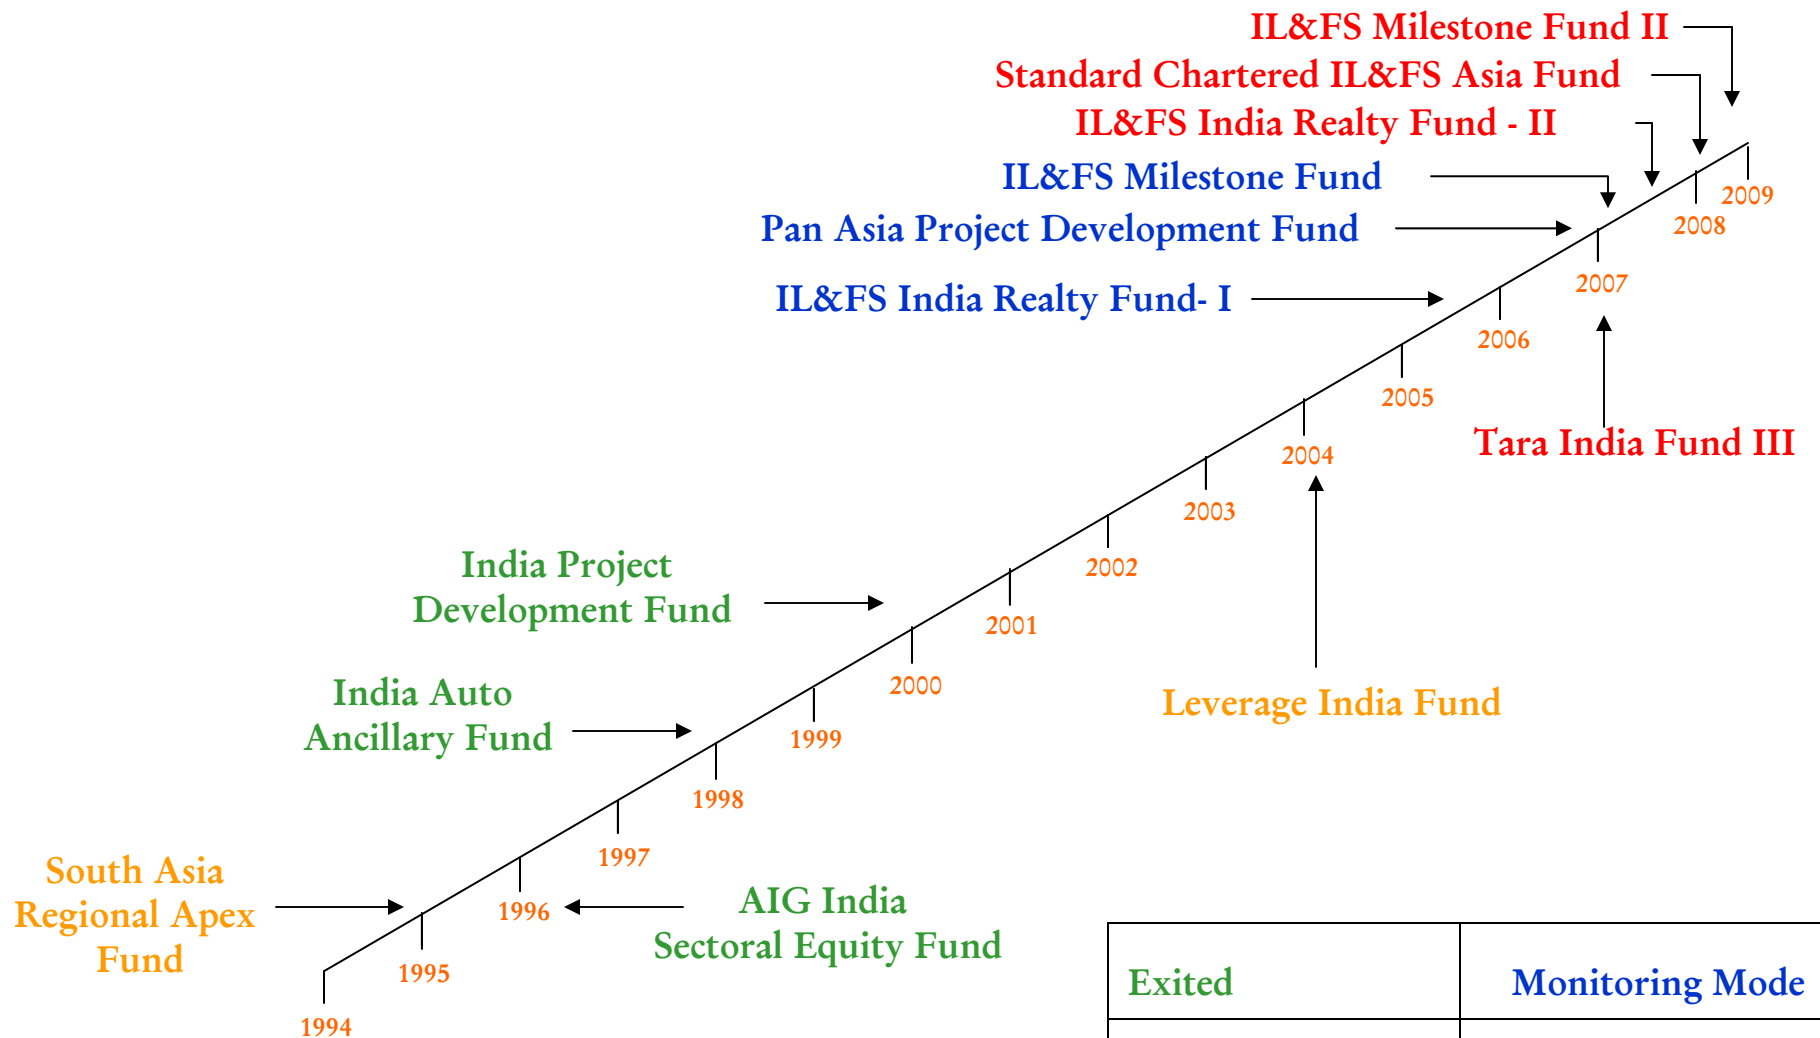 IL&FS Milestone Fund II
Standard Chartered IL&FS Asia Fund
IL&FS India Realty Fund - II
IL&FS Milestone Fund
Pan Asia Project Development Fund
IL&FS India Realty Fund- I
2009
2008
2007
2006
2005
2004
2003
2002
2001
2000
1999
1998
1997
1996
1995
1994
Tara India Fund III
India Project
Development Fund
Leverage India Fund
India Auto
Ancillary Fund
South Asia
Regional Apex
Fund
AIG India
Sectoral Equity Fund
Exited
Monitoring Mode